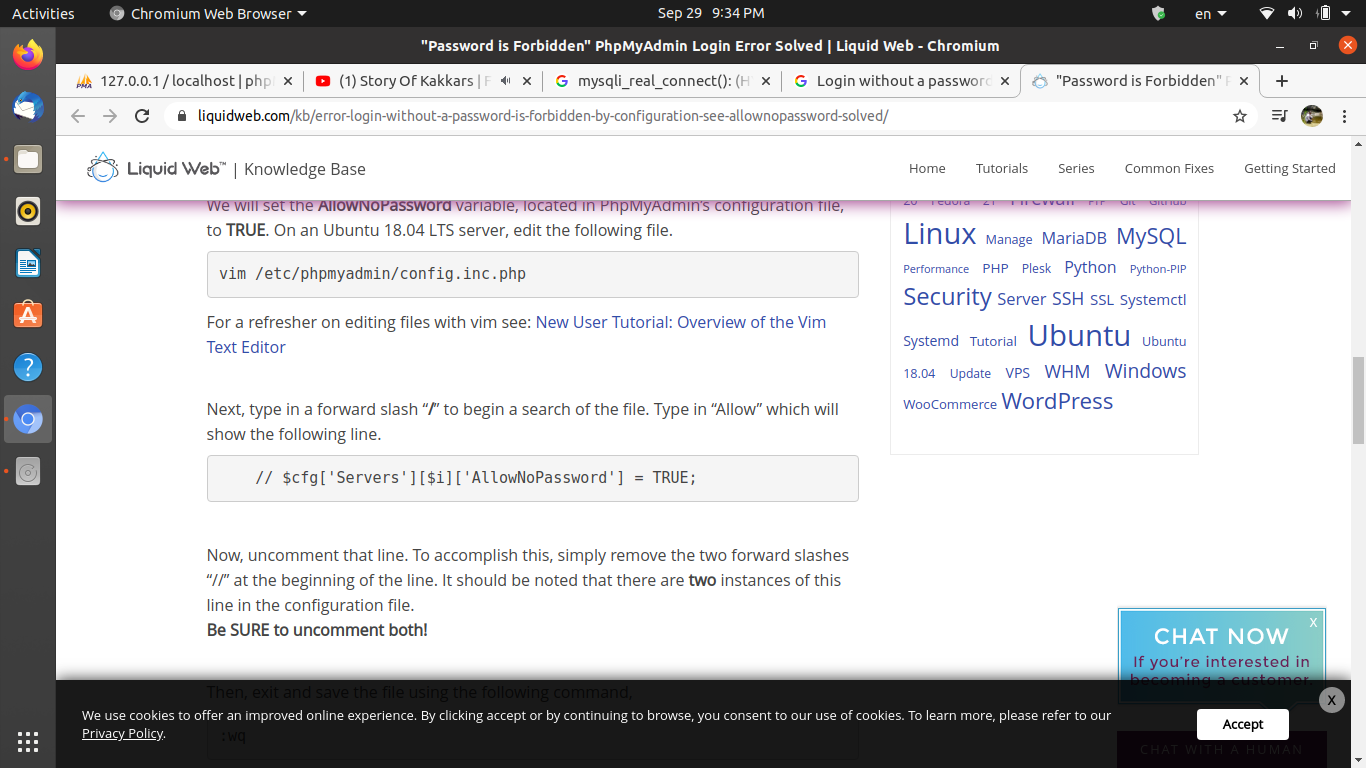 Activities
Chromium Web Browser
Sep 29 9:34 PM
en
"Password is Forbidden" PhpMyAdmin Login Error Solved | Liquid Web - Chromium
PMA 127.0.0.1 / localhost | php
(1) Story Of Kakkars | F
mysqli_real_connect(): (H
Login without a password
"Password is Forbidden" P
liquidweb.com/kb/error-login-without-a-password-is-forbidden-by-configuration-see-allownopassword-solved/
Liquid Web™ | Knowledge Base
Home Tutorials Series Common Fixes Getting Started
We will set the AllowNoPassword variable, located in PhpMyAdmin's configuration file,
to TRUE. On an Ubuntu 18.04 LTS server, edit the following file.
vim /etc/phpmyadmin/config.inc.php
For a refresher on editing files with vim see: New User Tutorial: Overview of the Vim
Text Editor
Next, type in a forward slash “/” to begin a search of the file. Type in “Allow” which will
show the following line.
// $cfg['Servers'][$i]['AllowNoPassword'] = TRUE;
Now, uncomment that line. To accomplish this, simply remove the two forward slashes
“//” at the beginning of the line. It should be noted that there are two instances of this
line in the configuration file.
Be SURE to uncomment both!
Then, exit and save the file using the following command,
:wq
20 Fedora 21 Firewall FTP Git GitHub
Linux Manage MariaDB MySQL
Performance PHP Plesk Python Python-PIP
Security Server SSH SSL Systemctl
Systemd Tutorial Ubuntu Ubuntu
18.04 Update VPS WHM Windows
WooCommerce WordPress
X
CHAT NOW
If you're interested in
becoming a customer.
CHAT WITH A HUMAN
We use cookies to offer an improved online experience. By clicking accept or by continuing to browse, you consent to our use of cookies. To learn more, please refer to our
Privacy Policy.
Accept
X